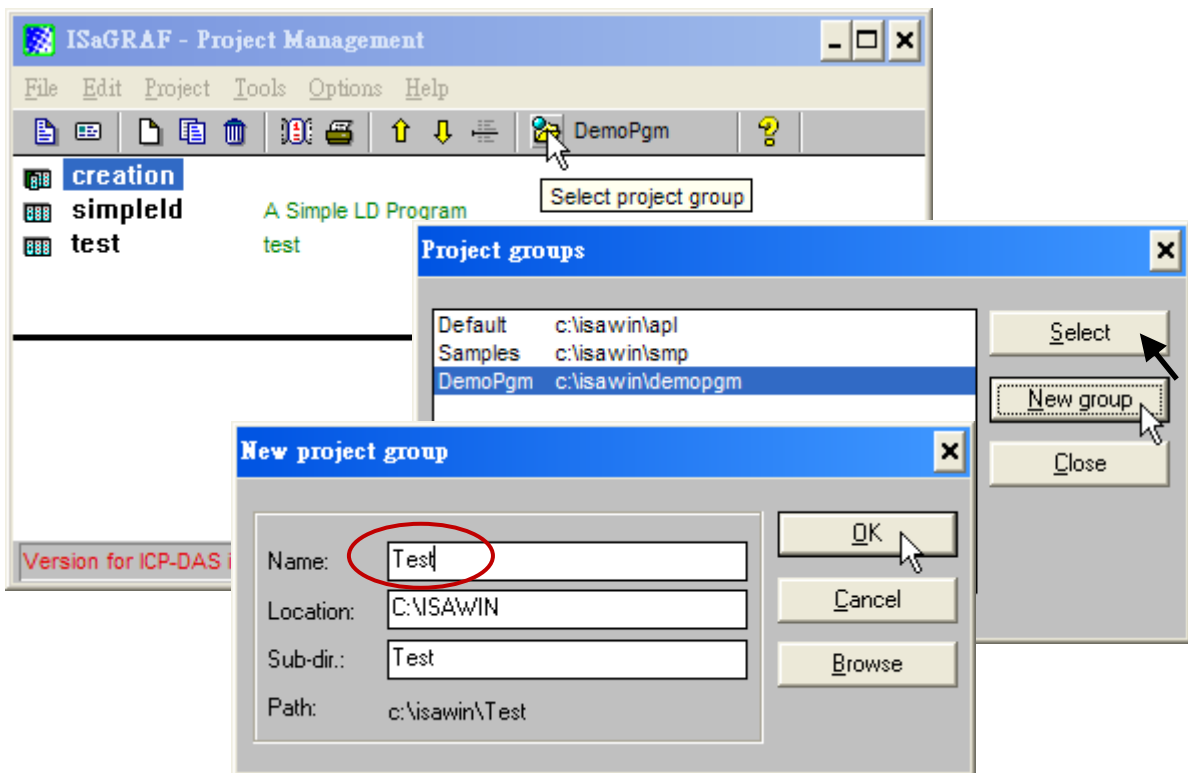 ISaGRAF - Project Management
File Edit Project Tools Options Help
DemoPgm
Select project group
creation
simpleld A Simple LD Program
test test
Version for ICP-DAS
Project groups
Default c:\isawin\apl
Samples c:\isawin\smp
DemoPgm c:\isawin\demopgm
Select
New group
Close
New project group
Name: Test
Location: C:\ISAWIN
Sub-dir.: Test
Path: c:\isawin\Test
OK
Cancel
Browse